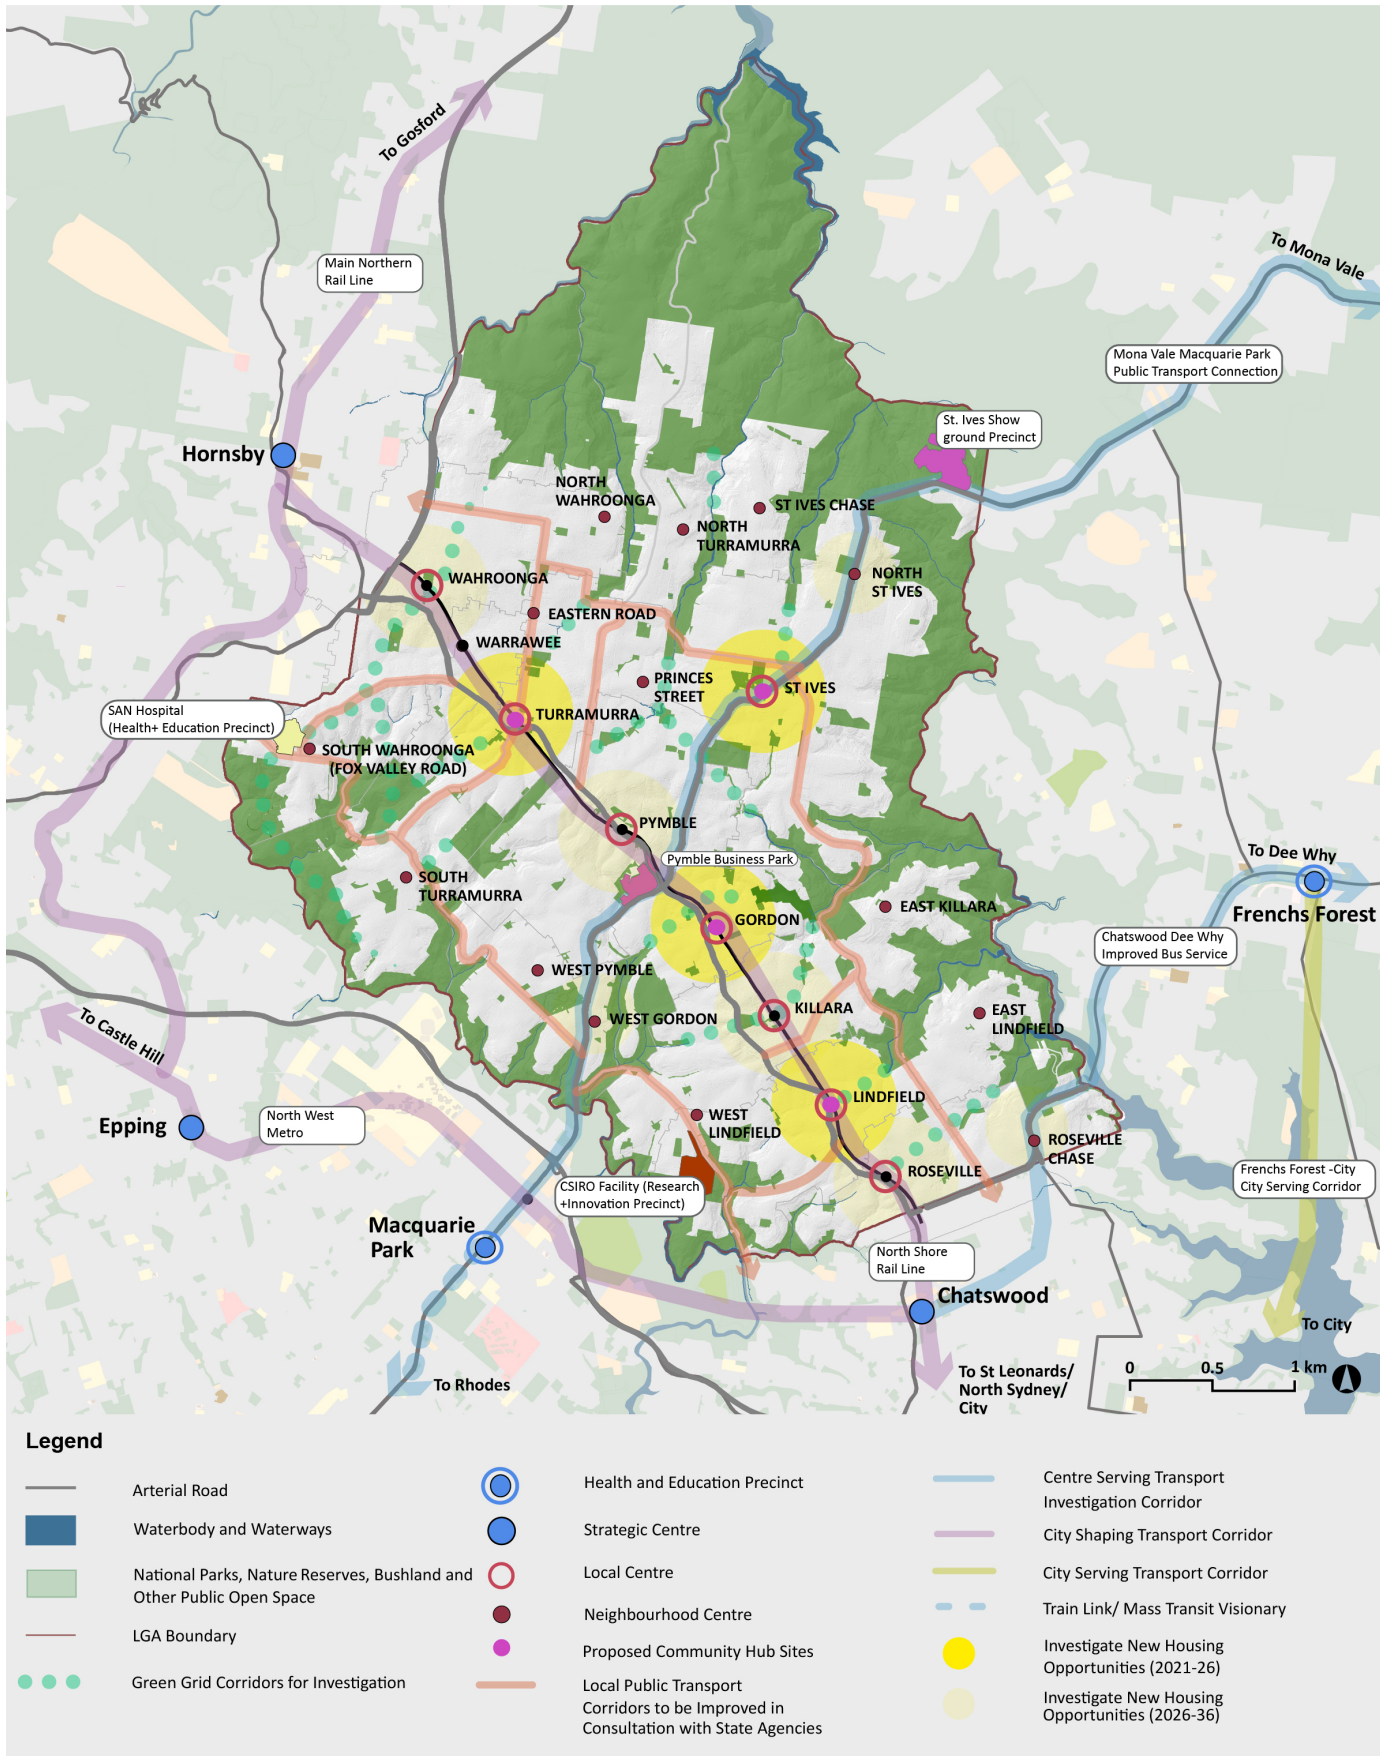 To Gosford
To Mona Vale
Main Northern
Rail Line
Mona Vale Macquarie Park
Public Transport Connection
St. Ives Show
ground Precinct
Hornsby
NORTH
WAHROONGA
ST IVES CHASE
NORTH
TURRAMURRA
NORTH
ST IVES
WAHROONGA
EASTERN ROAD
WARRAWEE
PRINCES
STREET
ST IVES
SAN Hospital
(Health+ Education Precinct)
TURRAMURRA
SOUTH WAHROONGA
(FOX VALLEY ROAD)
PYMBLE
Pymble Business Park
To Dee Why
SOUTH
TURRAMURRA
EAST KILLARA
Frenchs Forest
GORDON
Chatswood Dee Why
Improved Bus Service
WEST PYMBLE
KILLARA
WEST GORDON
EAST
LINDFIELD
To Castle Hill
LINDFIELD
Epping
North West
Metro
WEST
LINDFIELD
ROSEVILLE
CHASE
ROSEVILLE
Frenchs Forest -City
City Serving Corridor
CSIRO Facility (Research
+Innovation Precinct)
Macquarie
Park
North Shore
Rail Line
Chatswood
To City
To Rhodes
To St Leonards/
North Sydney/
City
0 0.5 1 km
Legend
Arterial Road
Waterbody and Waterways
National Parks, Nature Reserves, Bushland and
Other Public Open Space
LGA Boundary
Green Grid Corridors for Investigation
Health and Education Precinct
Strategic Centre
Local Centre
Neighbourhood Centre
Proposed Community Hub Sites
Local Public Transport
Corridors to be Improved in
Consultation with State Agencies
Centre Serving Transport
Investigation Corridor
City Shaping Transport Corridor
City Serving Transport Corridor
Train Link/ Mass Transit Visionary
Investigate New Housing
Opportunities (2021-26)
Investigate New Housing
Opportunities (2026-36)